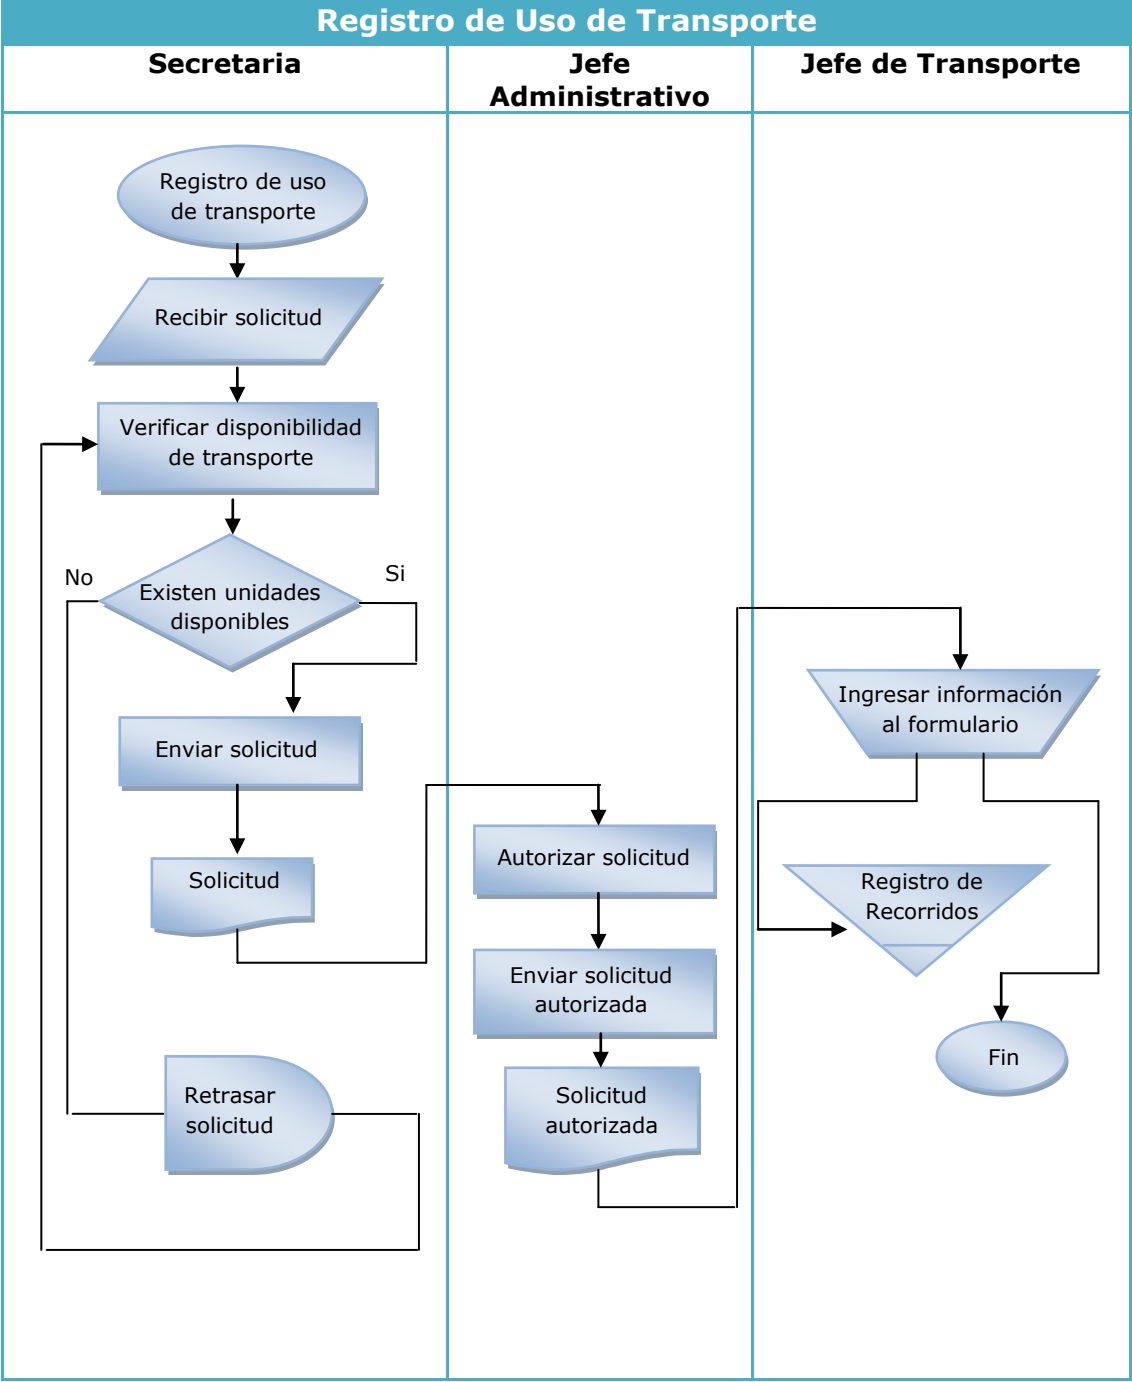 Registro de Uso de Transporte
Secretaria
Jefe
Administrativo
Jefe de Transporte
Registro de uso
de transporte
Recibir solicitud
Verificar disponibilidad
de transporte
No
Si
Existen unidades
disponibles
Enviar solicitud
Solicitud
Retrasar
solicitud
Autorizar solicitud
Enviar solicitud
autorizada
Solicitud
autorizada
Ingresar información
al formulario
Registro de
Recorridos
Fin